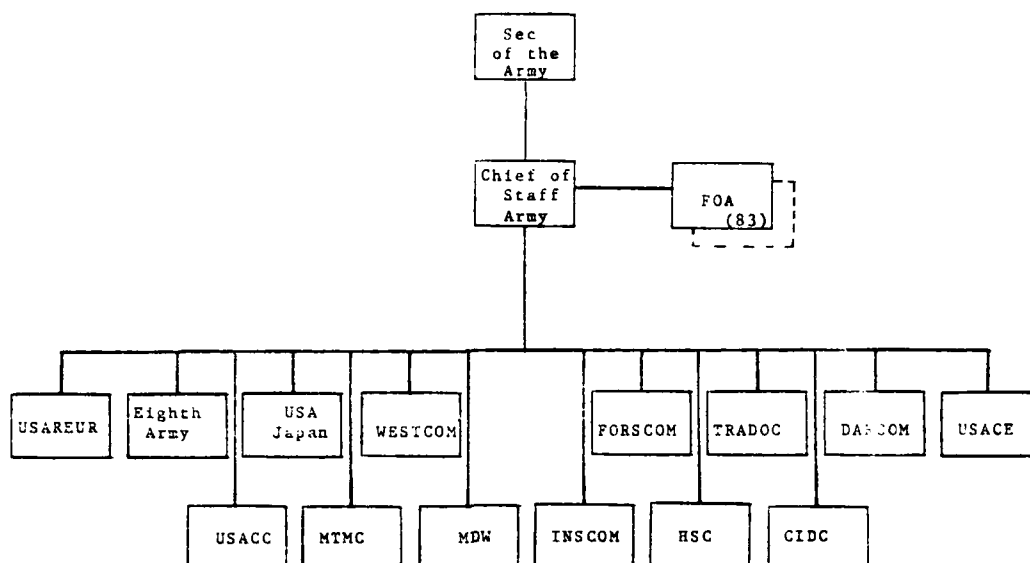 Sec
of the
Army
Chief of
Staff
Army
FOA
(83)
USAREUR
Eighth
Army
USA
Japan
WESTCOM
FORSCOM
TRADOC
DARCOM
USACE
USACC
MTMC
MDW
INSCOM
HSC
CIDC